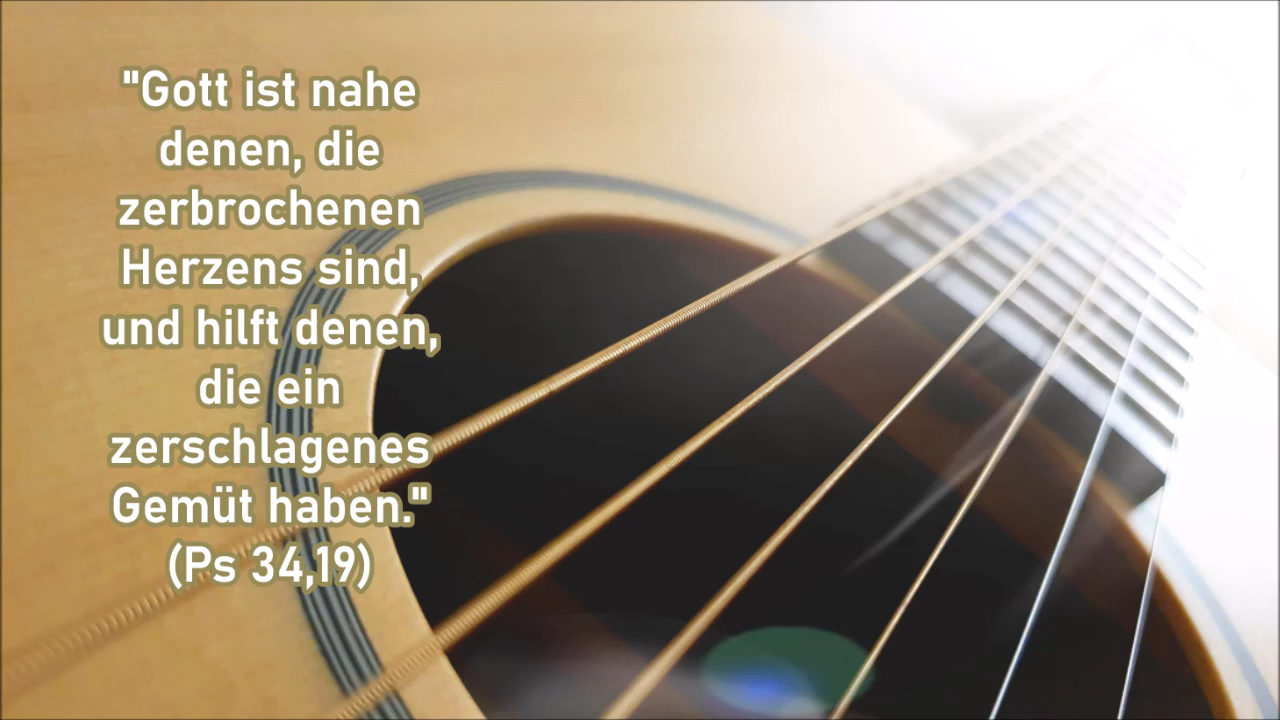 "Gott ist nahe
denen, die
zerbrochenen
Herzens sind,
und hilft denen,
die ein
zerschlagenes
Gemüt haben."
(Ps 34,19)